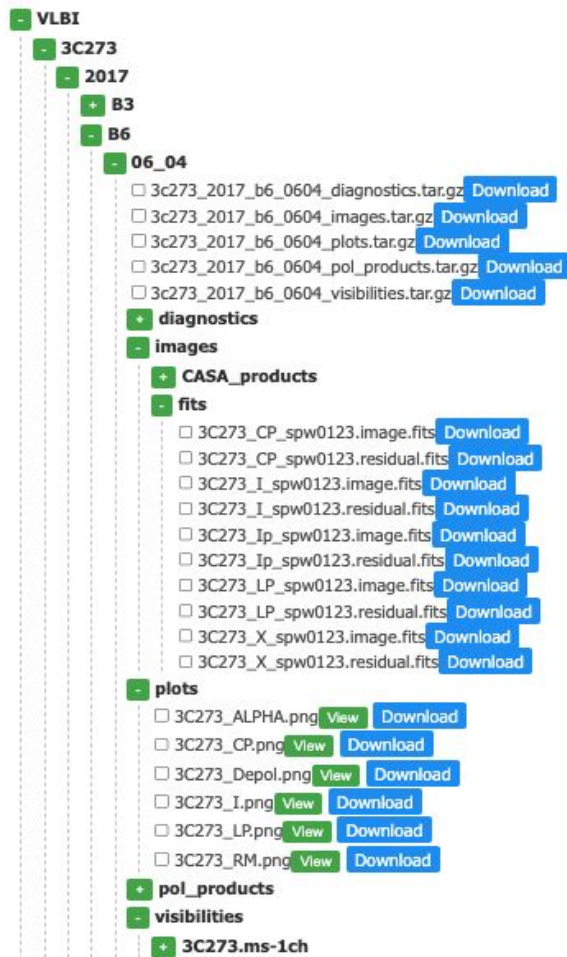 - VLBI
- 3C273
- 2017
+ B3
- B6
- 06_04
3c273_2017_b6_0604_diagnostics.tar.gz Download
3c273_2017_b6_0604_images.tar.gz Download
3c273_2017_b6_0604_plots.tar.gz Download
3c273_2017_b6_0604_pol_products.tar.gz Download
3c273_2017_b6_0604_visibilities.tar.gz Download
+ diagnostics
- images
+ CASA_products
- fits
3C273_CP_spw0123.image.fits Download
3C273_CP_spw0123.residual.fits Download
3C273_I_spw0123.image.fits Download
3C273_I_spw0123.residual.fits Download
3C273_Ip_spw0123.image.fits Download
3C273_Ip_spw0123.residual.fits Download
3C273_LP_spw0123.image.fits Download
3C273_LP_spw0123.residual.fits Download
3C273_X_spw0123.image.fits Download
3C273_X_spw0123.residual.fits Download
- plots
3C273_ALPHA.png View Download
3C273_CP.png View Download
3C273_Depol.png View Download
3C273_I.png View Download
3C273_LP.png View Download
3C273_RM.png View Download
+ pol_products
- visibilities
+ 3C273.ms-1ch